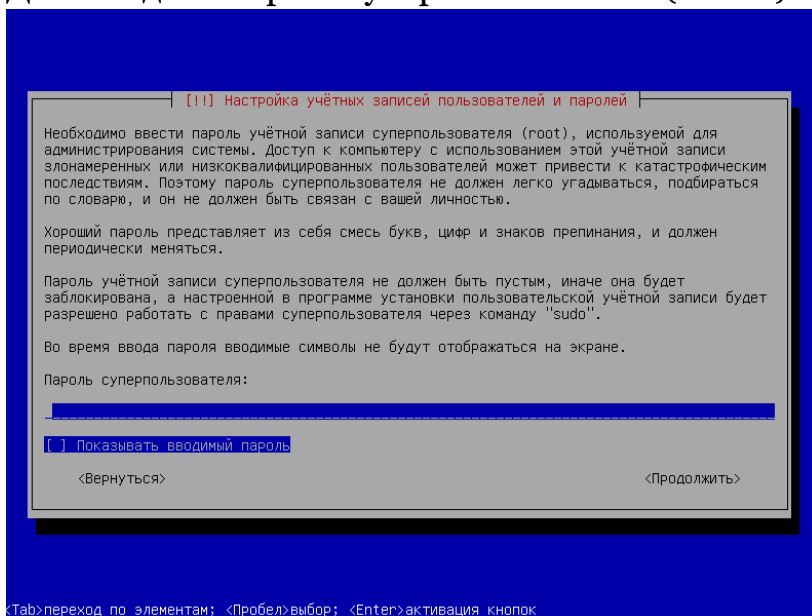 [!!] Настройка учётных записей пользователей и паролей
Необходимо ввести пароль учётной записи суперпользователя (root), используемой для
администрирования системы. Доступ к компьютеру с использованием этой учётной записи
злонамеренных или низкоквалифицированных пользователей может привести к катастрофическим
последствиям. Поэтому пароль суперпользователя не должен легко угадываться, подбираться
по словарю, и он не должен быть связан с вашей личностью.
Хороший пароль представляет из себя смесь букв, цифр и знаков препинания, и должен
периодически меняться.
Пароль учётной записи суперпользователя не должен быть пустым, иначе она будет
заблокирована, а настроенной в программе установки пользовательской учётной записи будет
разрешено работать с правами суперпользователя через команду "sudo".
Во время ввода пароля вводимые символы не будут отображаться на экране.
Пароль суперпользователя:
[ ] Показывать вводимый пароль
<Вернуться> <Продолжить>
<Tab>переход по элементам; <Пробел>выбор; <Enter>активация кнопок